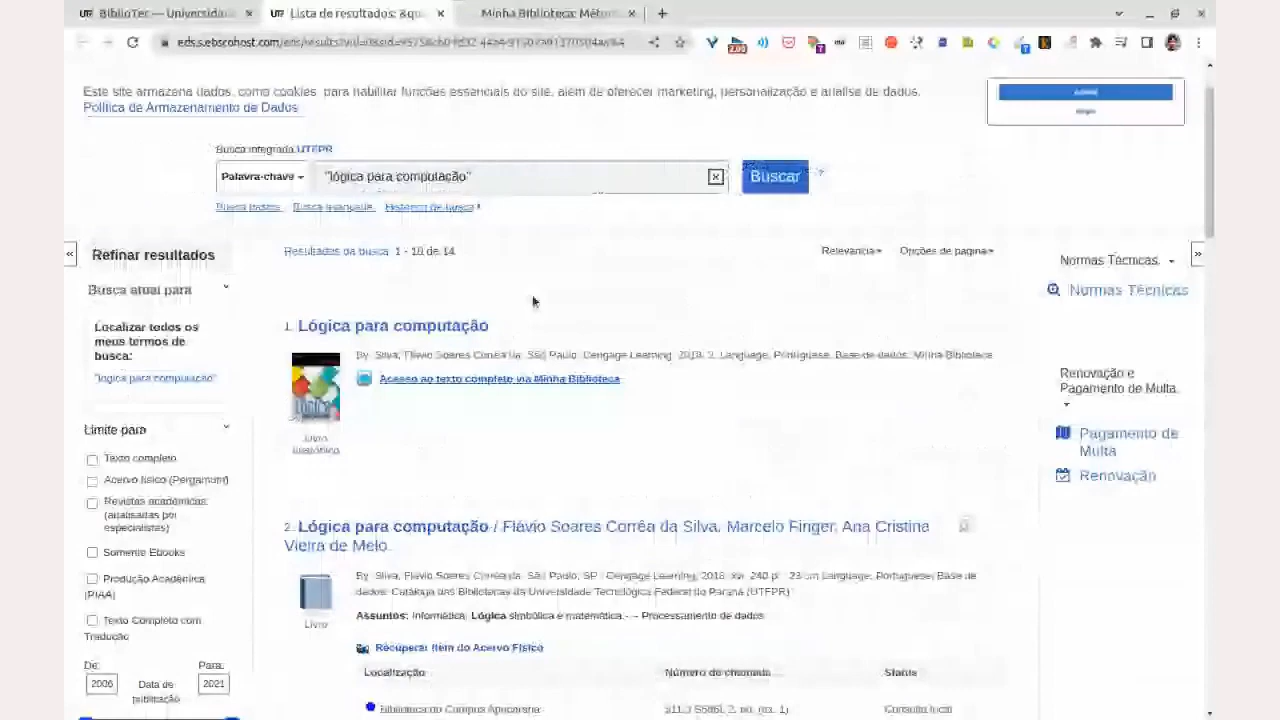 BiblioTec — Universida
Lista de resultados: &qu
Minha Biblioteca: Méto
Este site armazena dados, como cookies, para habilitar funções essenciais do site, além de oferecer marketing, personalização e análise de dados.
Política de Armazenamento de Dados
Busca integrada UTFPR
Palavra-chave
"lógica para computação"
Buscar
Busca básica
Busca avançada
Histórico de busca
Refinar resultados
Busca atual para
Localizar todos os
meus termos de
busca:
"lógica para computação"
Limite para
Texto completo
Acervo físico (Pergamum)
Revistas acadêmicas
(analisadas por
especialistas)
Somente Ebooks
Produção Acadêmica
(PIAA)
Texto Completo com
Tradução
De:
Para:
2006
Data de
publicação
2021
Resultados da busca: 1 - 10 de 14
Relevância
Opções de página
1. Lógica para computação
By: Silva, Flávio Soares Corrêa da. São Paulo: Cengage Learning, 2018. 2. Language: Portuguese, Base de dados: Minha Biblioteca
Acesso ao texto completo via Minha Biblioteca
LÓGICA
Livro
Eletrônico
2. Lógica para computação / Flávio Soares Corrêa da Silva, Marcelo Finger, Ana Cristina
Vieira de Melo.
By: Silva, Flávio Soares Corrêa da. São Paulo, SP : Cengage Learning, 2018. xiv, 240 p. : 23 cm Language: Portuguese, Base de
dados: Catálogo das Bibliotecas da Universidade Tecnológica Federal do Paraná (UTFPR)
Assuntos: Informática; Lógica simbólica e matemática -- Processamento de dados
Livro
Recuperar Item do Acervo Físico
Localização
Número de chamada
Status
Biblioteca do Campus Apucarana
Consulta local
Normas Técnicas
Normas Técnicas
Renovação e
Pagamento de Multa
Pagamento de
Multa
Renovação